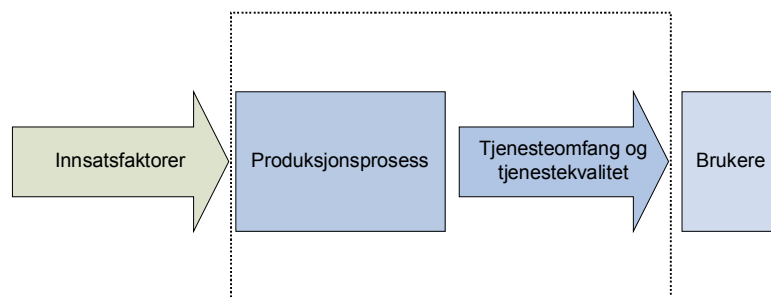 Innsatsfaktorer
Produksjonsprosess
Tjenesteomfang og
tjenestekvalitet
Brukere